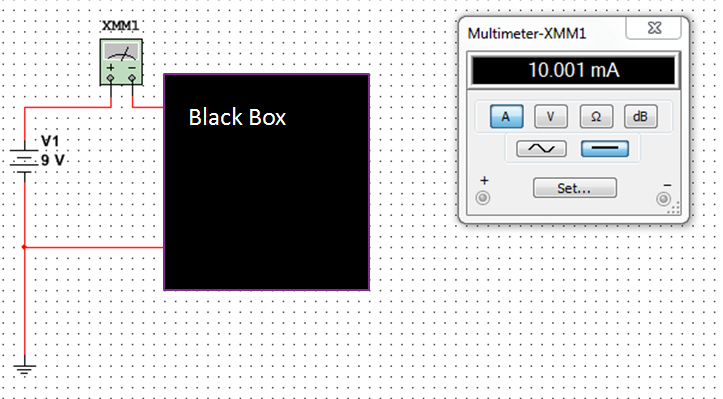 XMM1
+ −
V1
9 V
Black Box
Multimeter-XMM1
10.001 mA
A V Ω dB
+ −
Set...